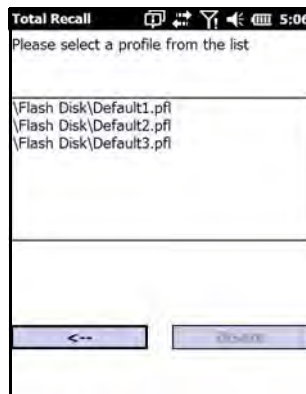 Total Recall 5:06
Please select a profile from the list
\Flash Disk\Default1.pfl
\Flash Disk\Default2.pfl
\Flash Disk\Default3.pfl
<--